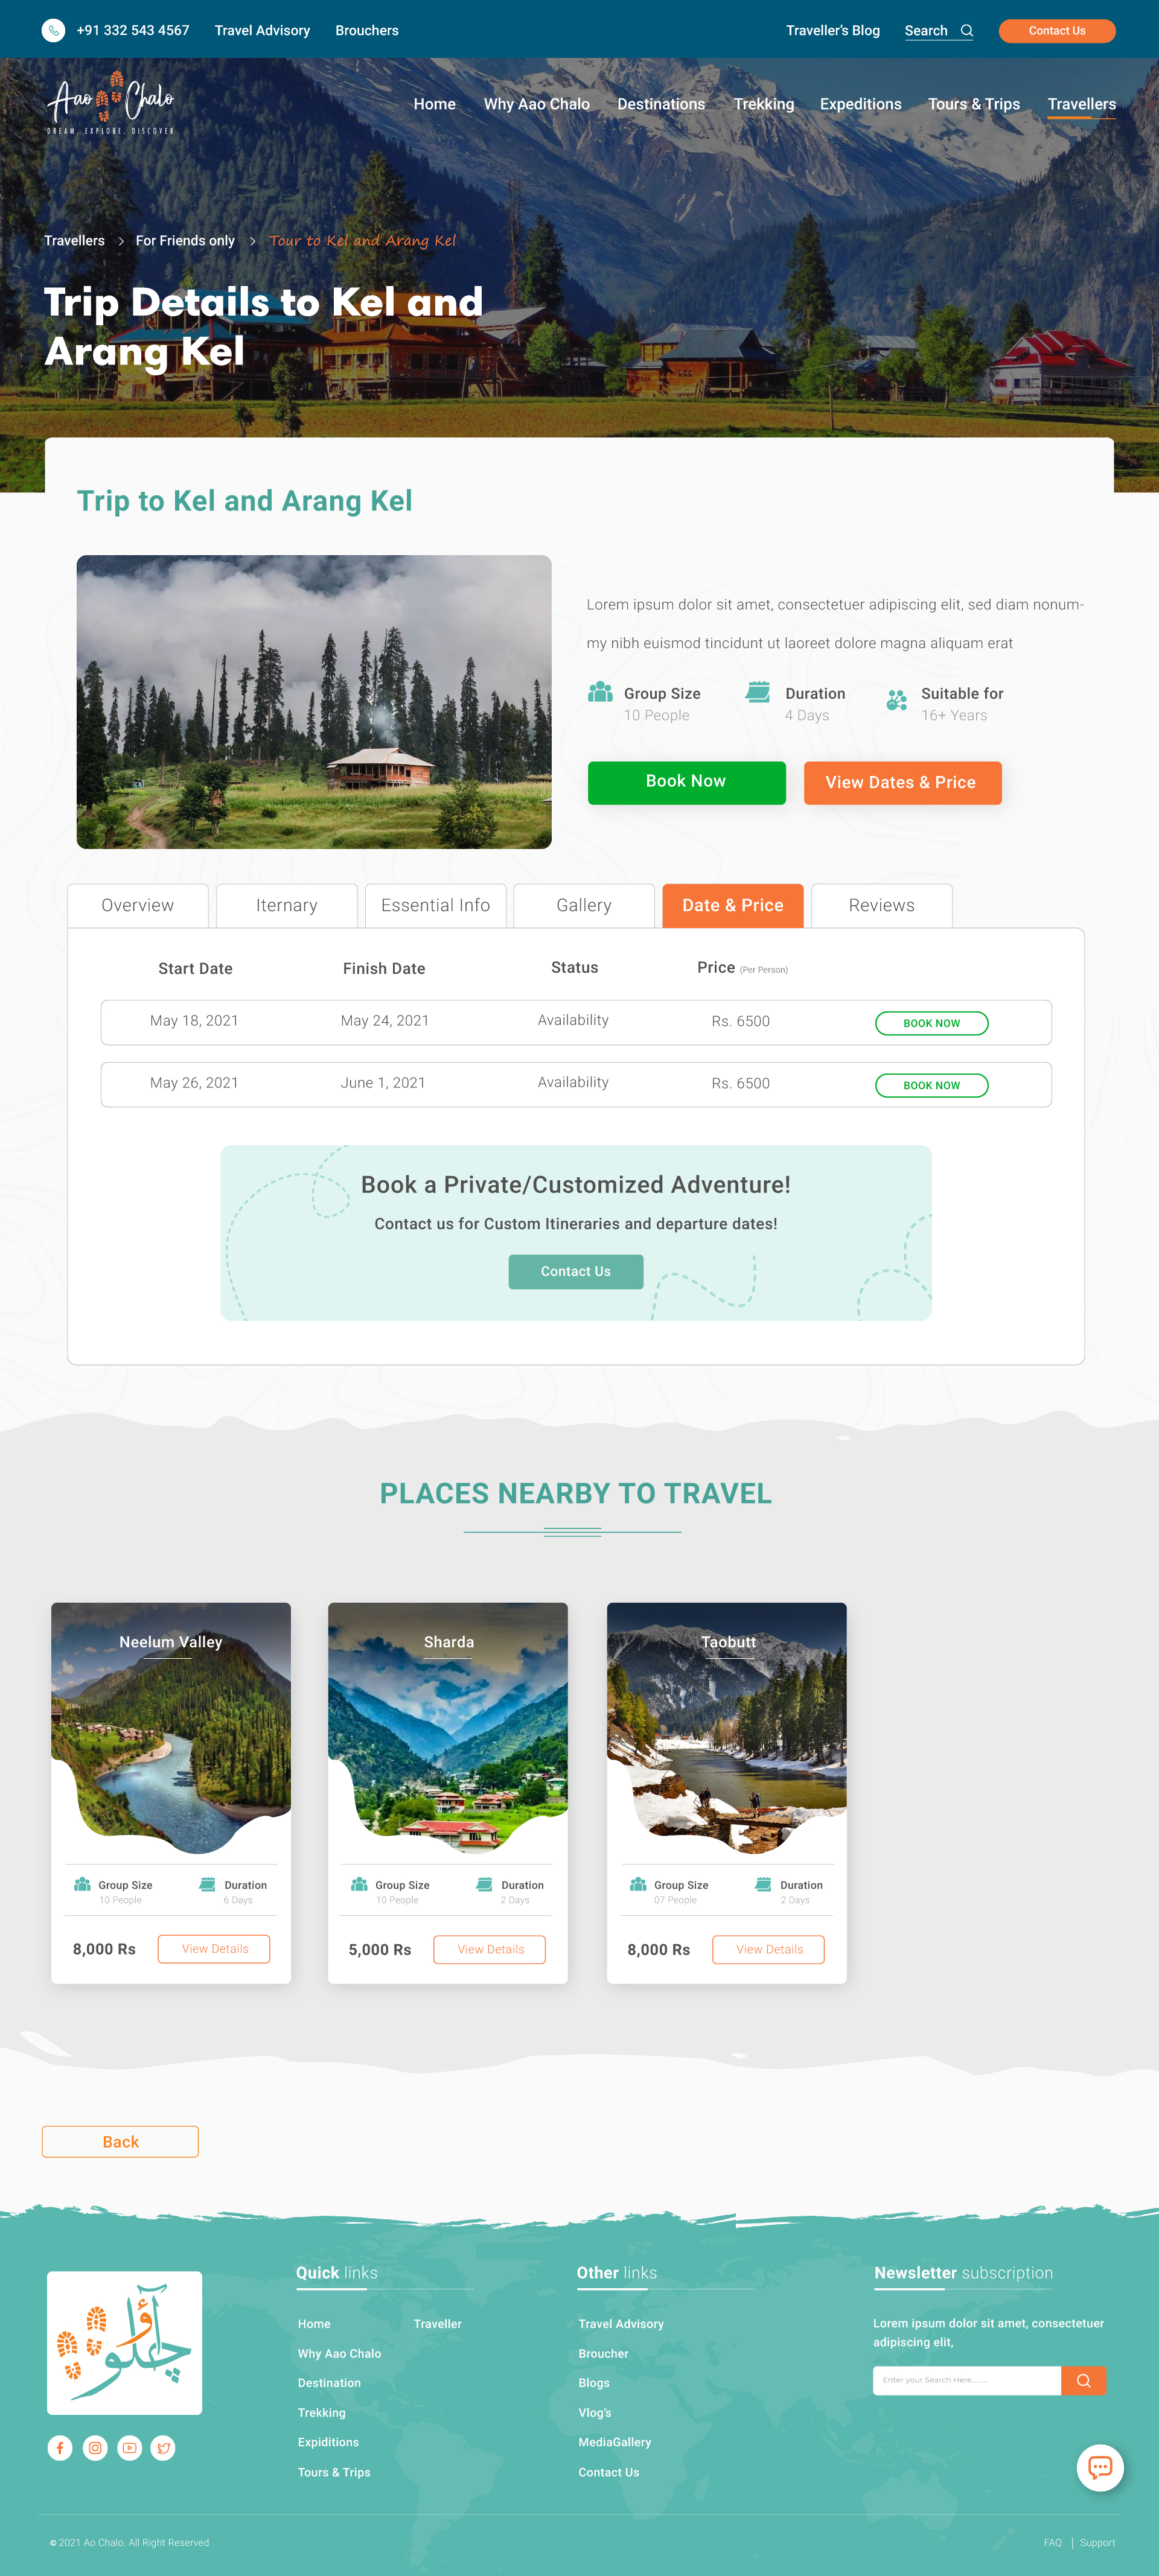 +91 332 543 4567 Travel Advisory Brouchers Traveller's Blog Search Contact Us
Aao Chalo
DREAM. EXPLORE. DISCOVER
Home Why Aao Chalo Destinations Trekking Expeditions Tours & Trips Travellers
Travellers > For Friends only > Tour to Kel and Arang Kel
Trip Details to Kel and
Arang Kel
Trip to Kel and Arang Kel
Lorem ipsum dolor sit amet, consectetuer adipiscing elit, sed diam nonum-
my nibh euismod tincidunt ut laoreet dolore magna aliquam erat
Group Size Duration Suitable for
10 People 4 Days 16+ Years
Book Now View Dates & Price
Overview Iternary Essential Info Gallery Date & Price Reviews
Start Date Finish Date Status Price (Per Person)
May 18, 2021 May 24, 2021 Availability Rs. 6500 BOOK NOW
May 26, 2021 June 1, 2021 Availability Rs. 6500 BOOK NOW
Book a Private/Customized Adventure!
Contact us for Custom Itineraries and departure dates!
Contact Us
PLACES NEARBY TO TRAVEL
Neelum Valley Sharda Taobutt
Group Size Duration Group Size Duration Group Size Duration
10 People 6 Days 10 People 2 Days 07 People 2 Days
8,000 Rs View Details 5,000 Rs View Details 8,000 Rs View Details
Back
Quick links Other links Newsletter subscription
آؤ چلو
Home Traveller Travel Advisory Lorem ipsum dolor sit amet, consectetuer
adipiscing elit,
Why Aao Chalo Broucher
Destination Blogs Enter your Search Here........
Trekking Vlog's
Expiditions MediaGallery
Tours & Trips Contact Us
© 2021 Ao Chalo. All Right Reserved FAQ | Support